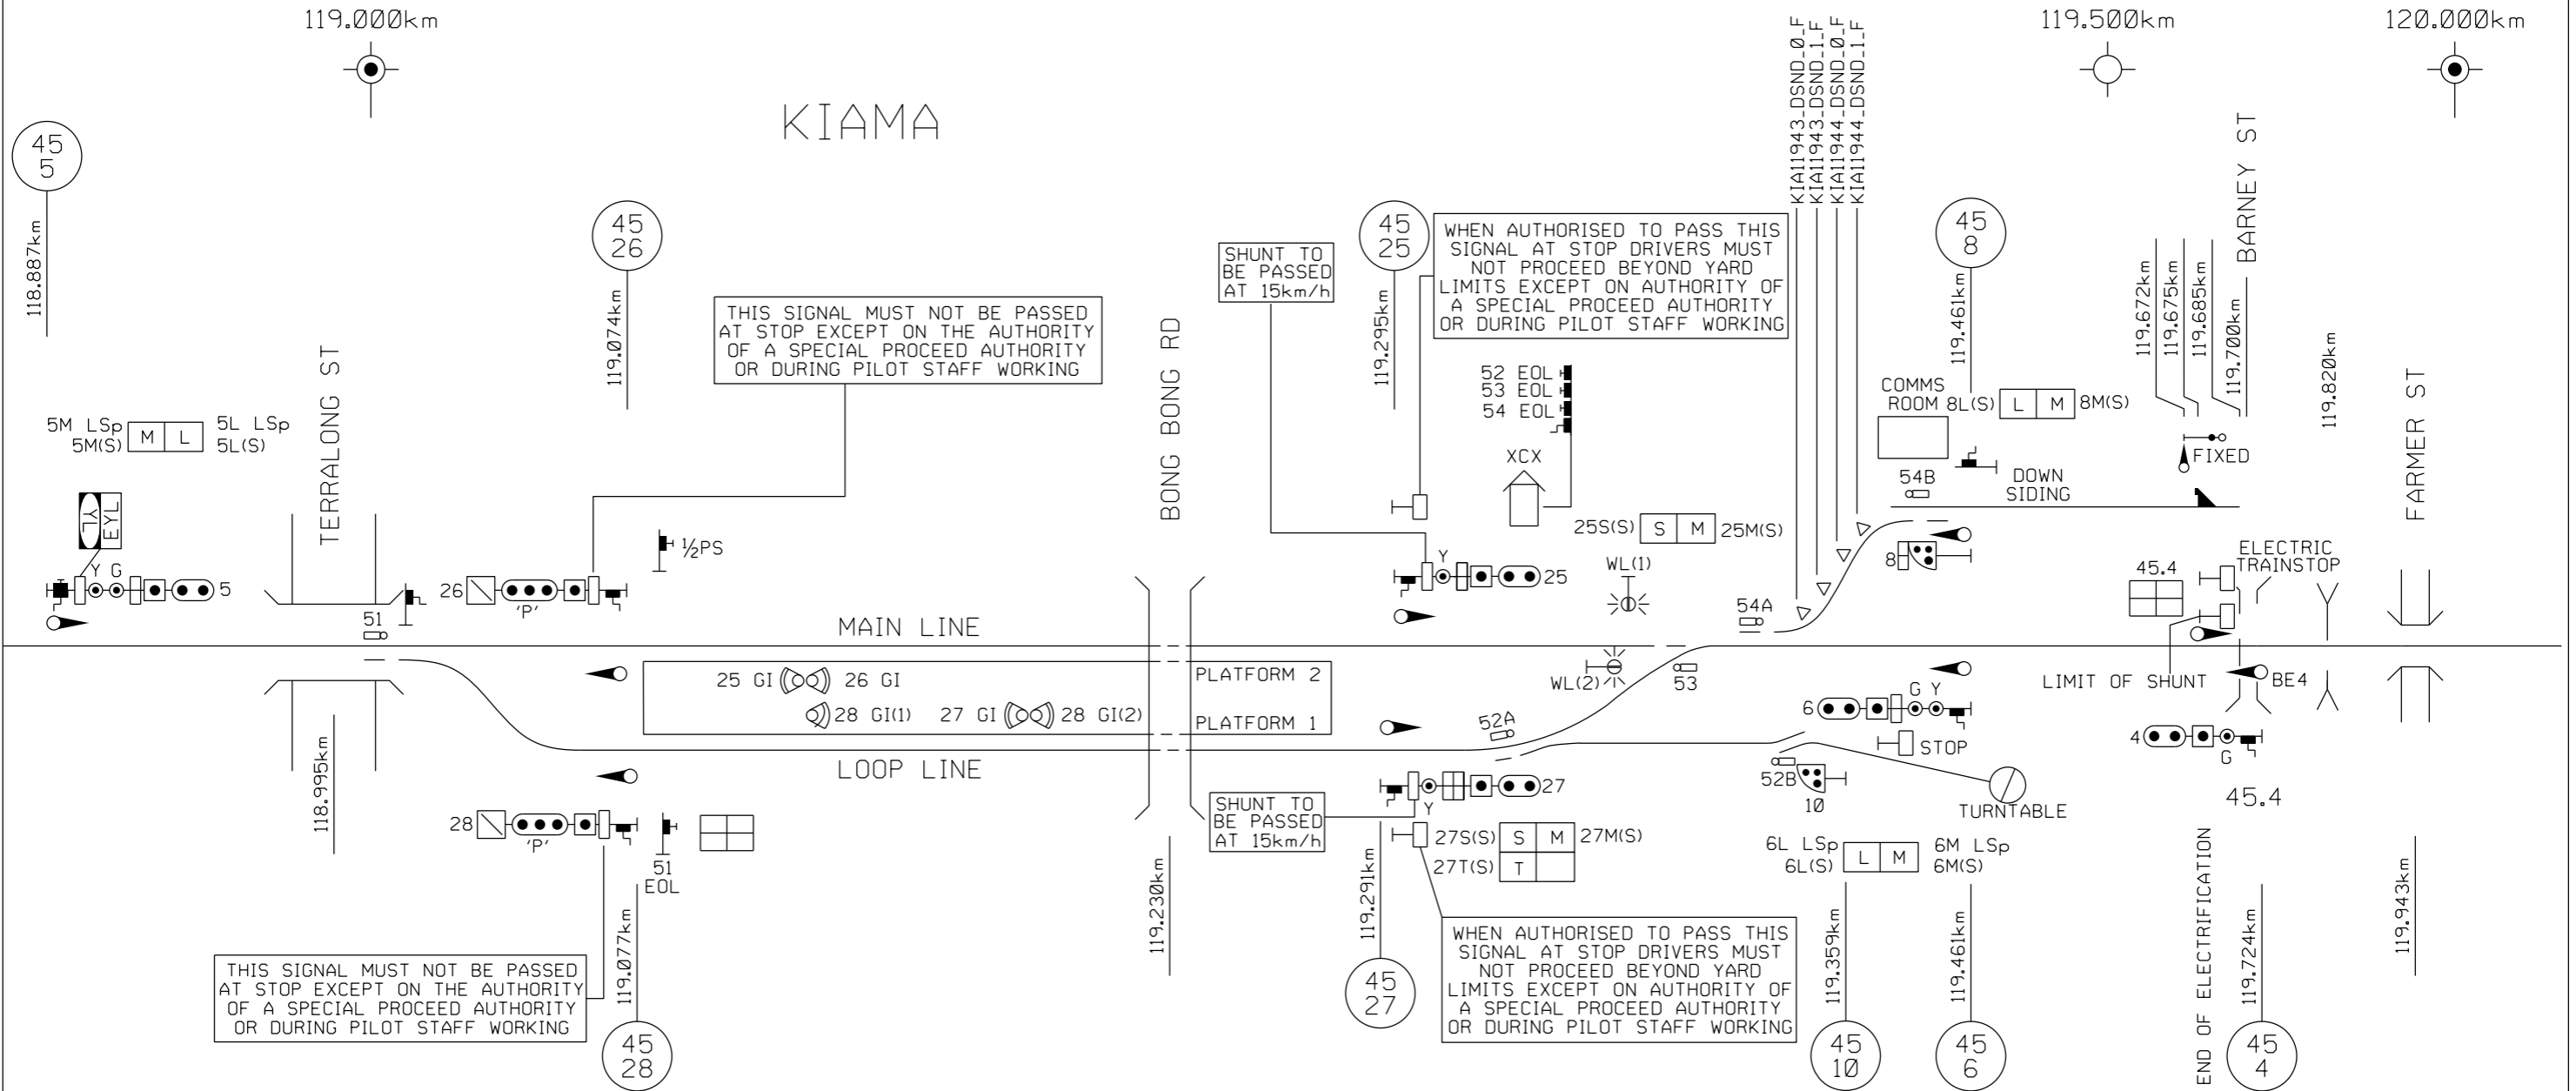 119.000km
119.500km
120.000km
KIAMA
45
5
118.887km
45
26
119.074km
45
25
119.295km
SHUNT TO
BE PASSED
AT 15km/h
WHEN AUTHORISED TO PASS THIS
SIGNAL AT STOP DRIVERS MUST
NOT PROCEED BEYOND YARD
LIMITS EXCEPT ON AUTHORITY OF
A SPECIAL PROCEED AUTHORITY
OR DURING PILOT STAFF WORKING
KIA11943_DSND_0_F
KIA11943_DSND_1_F
KIA11944_DSND_0_F
KIA11944_DSND_1_F
45
8
119.461km
119.672km
119.675km
119.685km
119.700km
BARNEY ST
119.820km
FARMER ST
THIS SIGNAL MUST NOT BE PASSED
AT STOP EXCEPT ON THE AUTHORITY
OF A SPECIAL PROCEED AUTHORITY
OR DURING PILOT STAFF WORKING
TERRALONG ST
BONG BONG RD
5M LSp
5M(S)
M L
5L LSp
5L(S)
YL
EYL
Y G
5
51
26
'P'
½PS
52 EOL
53 EOL
54 EOL
XCX
25S(S) S M 25M(S)
Y
25
WL(1)
COMMS
ROOM
8L(S) L M 8M(S)
54B
DOWN
SIDING
FIXED
8
ELECTRIC
TRAINSTOP
45.4
54A
MAIN LINE
25 GI
26 GI
28 GI(1)
27 GI
28 GI(2)
PLATFORM 2
PLATFORM 1
WL(2)
53
LIMIT OF SHUNT
BE4
52A
G Y
6
STOP
4
G
LOOP LINE
118.995km
28
'P'
51
EOL
119.077km
THIS SIGNAL MUST NOT BE PASSED
AT STOP EXCEPT ON THE AUTHORITY
OF A SPECIAL PROCEED AUTHORITY
OR DURING PILOT STAFF WORKING
45
28
119.230km
SHUNT TO
BE PASSED
AT 15km/h
Y
27
27S(S) S M 27M(S)
27T(S) T
119.291km
45
27
WHEN AUTHORISED TO PASS THIS
SIGNAL AT STOP DRIVERS MUST
NOT PROCEED BEYOND YARD
LIMITS EXCEPT ON AUTHORITY OF
A SPECIAL PROCEED AUTHORITY
OR DURING PILOT STAFF WORKING
52B
10
TURNTABLE
6L LSp
6L(S)
L M
6M LSp
6M(S)
119.359km
45
10
119.461km
45
6
45.4
END OF ELECTRIFICATION
119.724km
45
4
119.943km